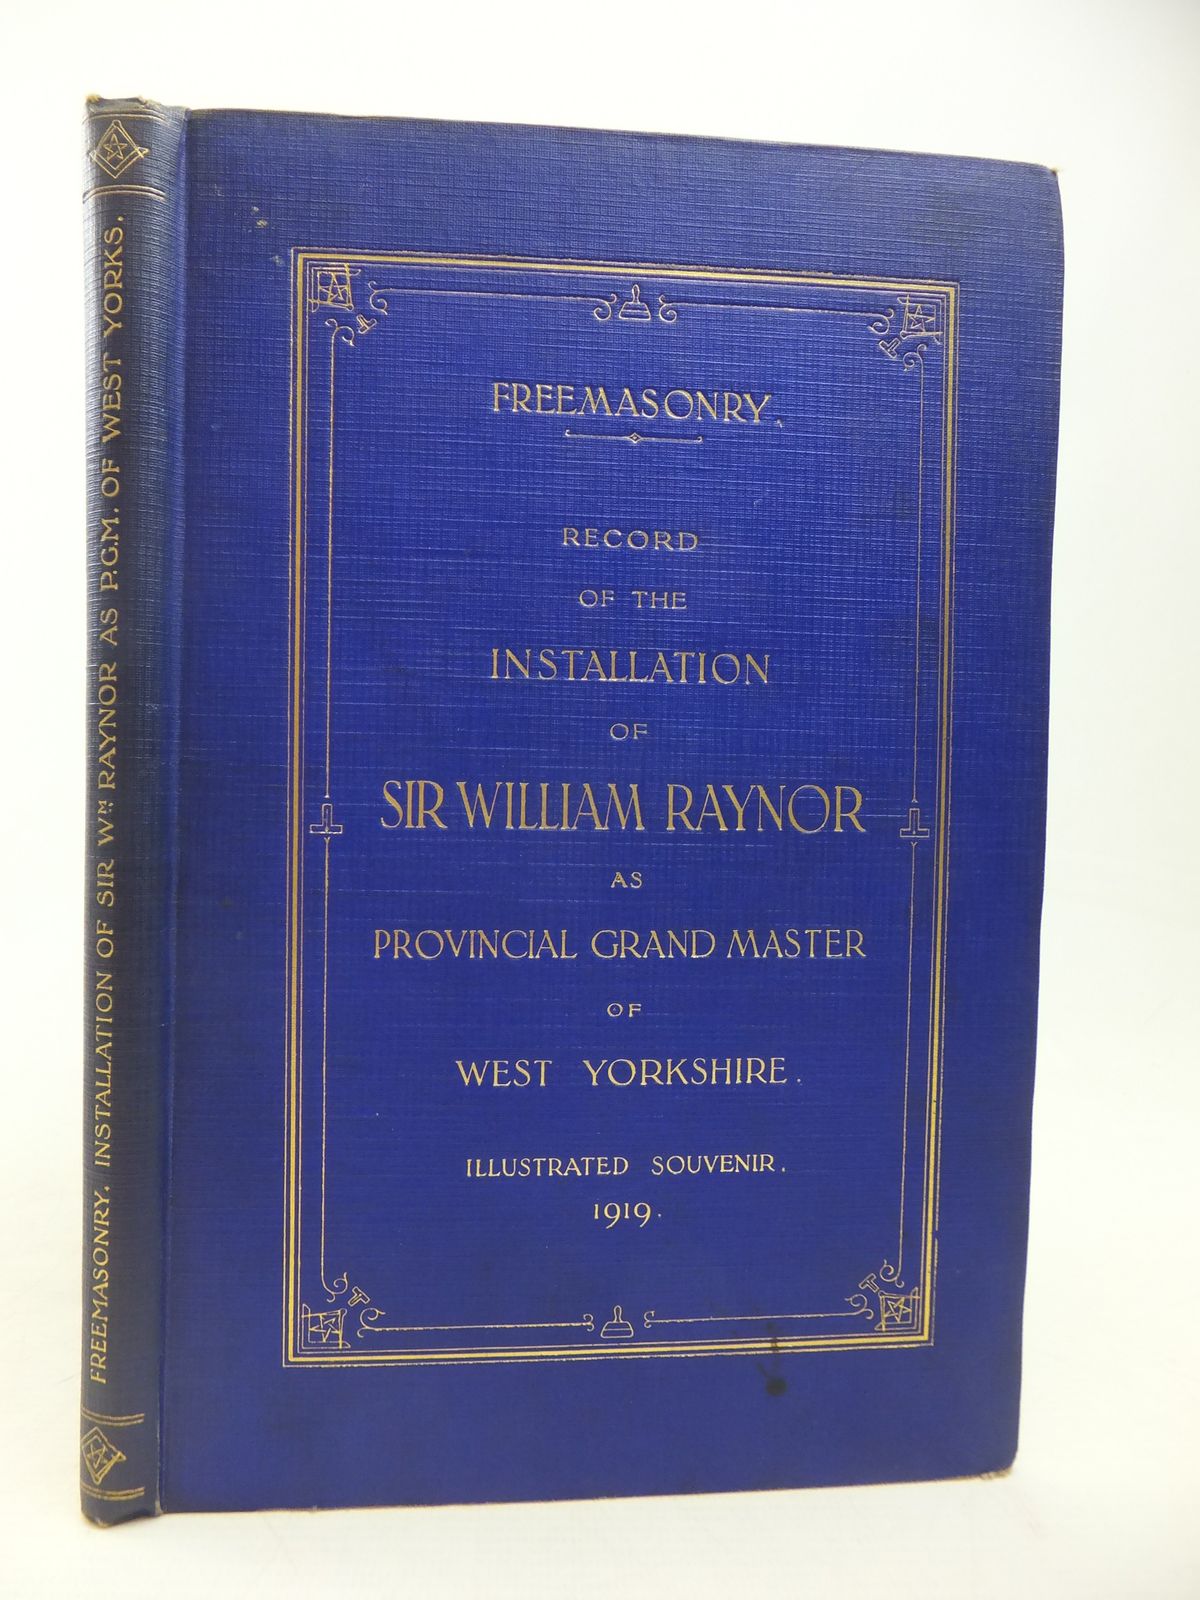 FREEMASONRY. INSTALLATION OF SIR WM RAYNOR AS P.G.M. OF WEST YORKS.
FREEMASONRY.
RECORD
OF THE
INSTALLATION
OF
SIR WILLIAM RAYNOR
AS
PROVINCIAL GRAND MASTER
OF
WEST YORKSHIRE.
ILLUSTRATED SOUVENIR.
1919.